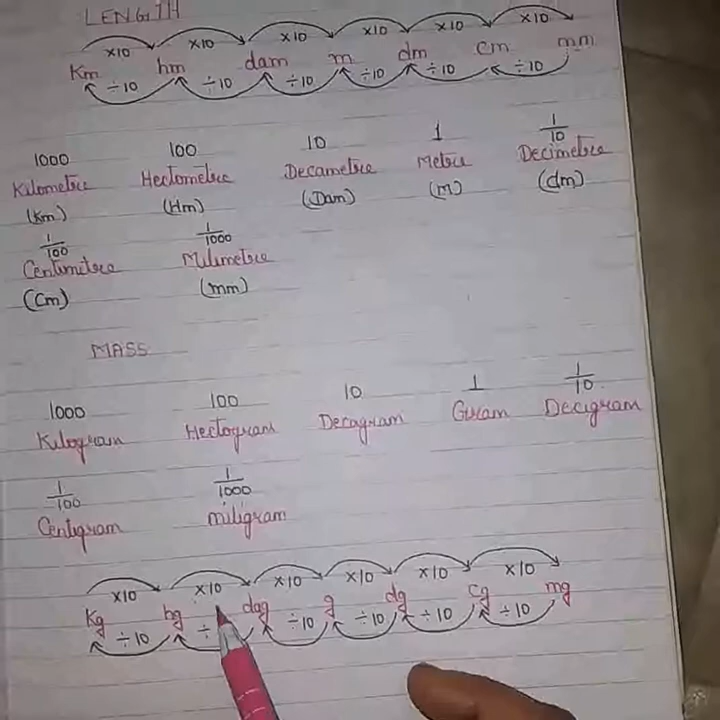 LENGTH
×10 ×10 ×10 ×10 ×10 ×10
Km hm dam m dm cm mm
÷10 ÷10 ÷10 ÷10 ÷10 ÷10
1000 100 10 1 1/10
Kilometre Hectometre Decametre Metre Decimetre
(Km) (Hm) (Dam) (M) (dm)
1/100 1/1000
Centimetre Milimetre
(Cm) (mm)
MASS
1000 100 10 1 1/10
Kilogram Hectogram Decagram Gram Decigram
1/100 1/1000
Centigram miligram
×10 ×10 ×10 ×10 ×10 ×10
Kg hg dag g dg cg mg
÷10 ÷ ÷10 ÷10 ÷10 ÷10